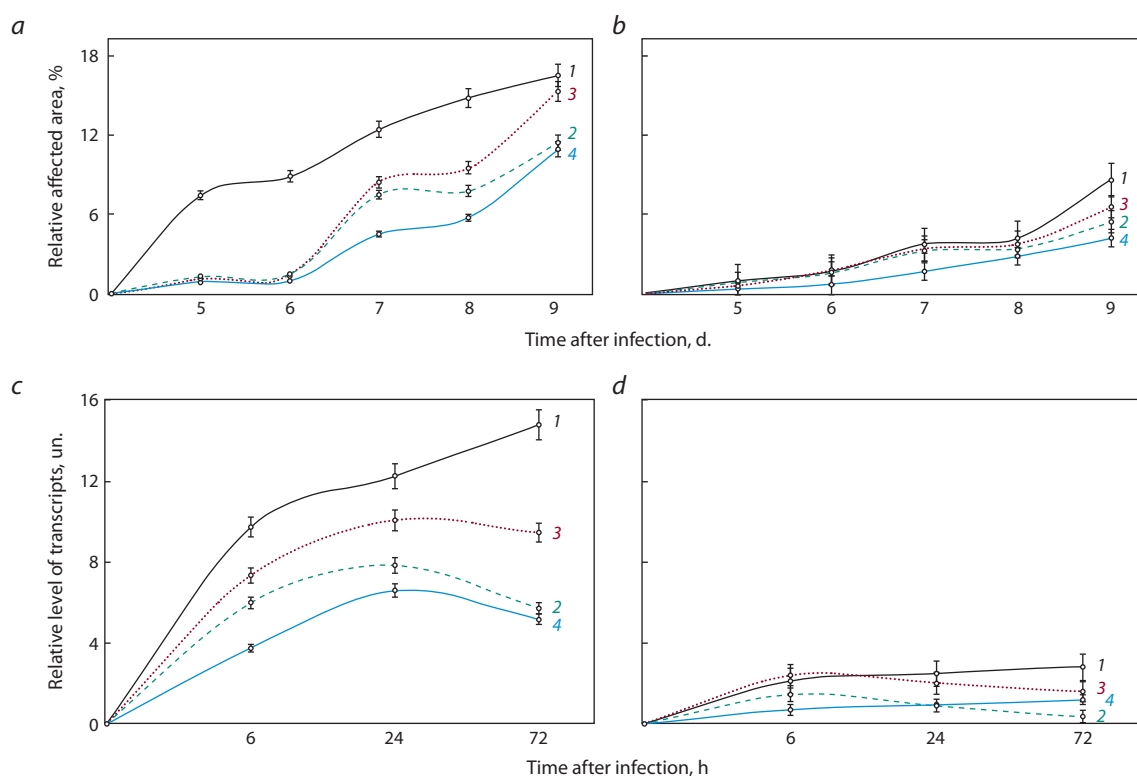 a
b
Relative affected area, %
18
12
6
0
1
3
2
4
1
3
2
4
5 6 7 8 9
5 6 7 8 9
Time after infection, d.
c
d
Relative level of transcripts, un.
16
12
8
4
0
1
3
2
4
1
3
4
2
6 24 72
6 24 72
Time after infection, h